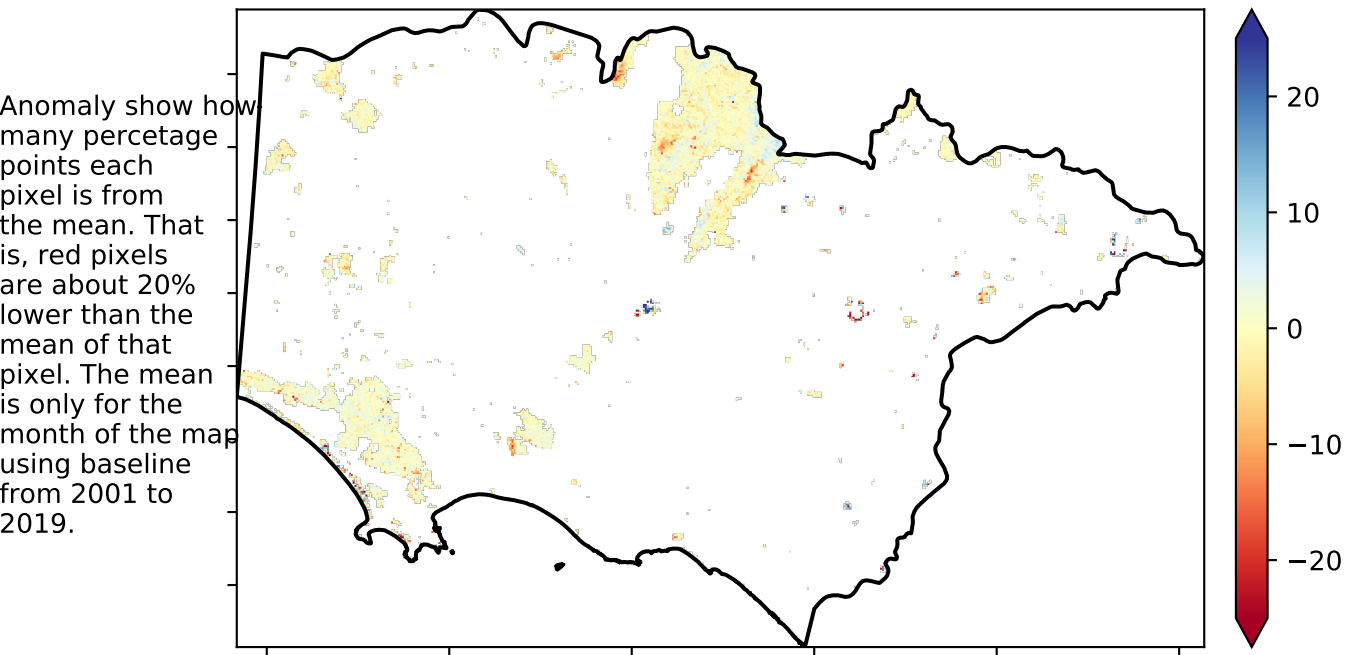 Anomaly show how
many percetage
points each
pixel is from
the mean. That
is, red pixels
are about 20%
lower than the
mean of that
pixel. The mean
is only for the
month of the map
using baseline
from 2001 to
2019.
20
10
0
−10
−20